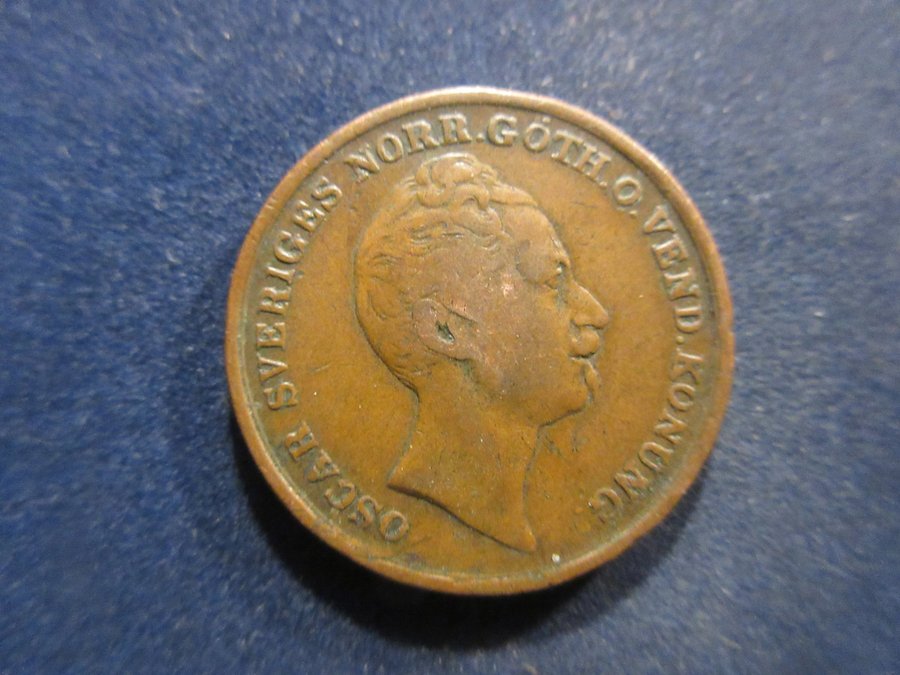 OSCAR SVERIGES NORR. GÖTH. O. VEND. KONUNG.